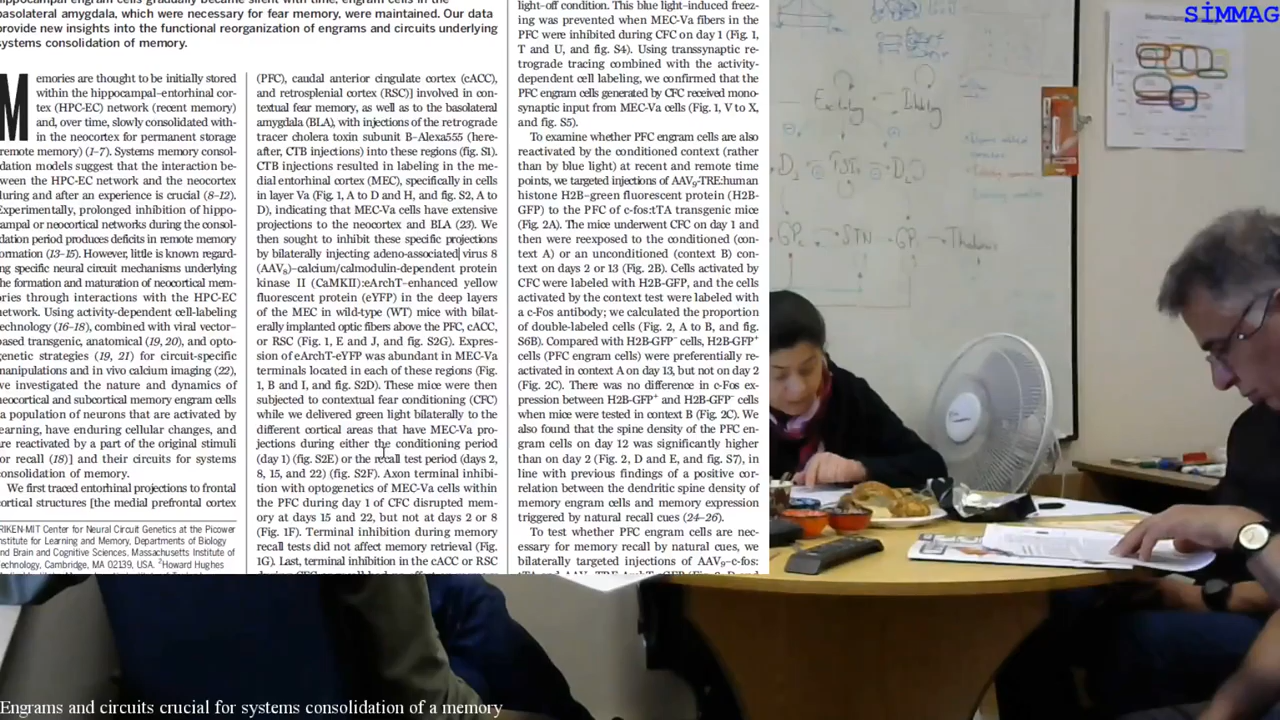 hippocampal engram cells gradually became silent with time, engram cells in the
basolateral amygdala, which were necessary for fear memory, were maintained. Our data
provide new insights into the functional reorganization of engrams and circuits underlying
systems consolidation of memory.
M
emories are thought to be initially stored
within the hippocampal–entorhinal cor-
tex (HPC-EC) network (recent memory)
and, over time, slowly consolidated with-
in the neocortex for permanent storage
remote memory) (1–7). Systems memory consol-
dation models suggest that the interaction be-
ween the HPC-EC network and the neocortex
during and after an experience is crucial (8–12).
Experimentally, prolonged inhibition of hippo-
ampal or neocortical networks during the consol-
dation period produces deficits in remote memory
ormation (13–15). However, little is known regard-
ng specific neural circuit mechanisms underlying
he formation and maturation of neocortical mem-
ories through interactions with the HPC-EC
network. Using activity-dependent cell-labeling
echnology (16–18), combined with viral vector–
based transgenic, anatomical (19, 20), and opto-
genetic strategies (19, 21) for circuit-specific
manipulations and in vivo calcium imaging (22),
we investigated the nature and dynamics of
neocortical and subcortical memory engram cells
a population of neurons that are activated by
earning, have enduring cellular changes, and
are reactivated by a part of the original stimuli
or recall (18)] and their circuits for systems
consolidation of memory.
We first traced entorhinal projections to frontal
cortical structures [the medial prefrontal cortex
RIKEN-MIT Center for Neural Circuit Genetics at the Picower
Institute for Learning and Memory, Departments of Biology
and Brain and Cognitive Sciences, Massachusetts Institute of
Technology, Cambridge, MA 02139, USA. ²Howard Hughes
(PFC), caudal anterior cingulate cortex (cACC),
and retrosplenial cortex (RSC)] involved in con-
textual fear memory, as well as to the basolateral
amygdala (BLA), with injections of the retrograde
tracer cholera toxin subunit B–Alexa555 (here-
after, CTB injections) into these regions (fig. S1).
CTB injections resulted in labeling in the me-
dial entorhinal cortex (MEC), specifically in cells
in layer Va (Fig. 1, A to D and H, and fig. S2, A to
D), indicating that MEC-Va cells have extensive
projections to the neocortex and BLA (23). We
then sought to inhibit these specific projections
by bilaterally injecting adeno-associated virus 8
(AAV₈)–calcium/calmodulin-dependent protein
kinase II (CaMKII):eArchT–enhanced yellow
fluorescent protein (eYFP) in the deep layers
of the MEC in wild-type (WT) mice with bilat-
erally implanted optic fibers above the PFC, cACC,
or RSC (Fig. 1, E and J, and fig. S2G). Expres-
sion of eArchT-eYFP was abundant in MEC-Va
terminals located in each of these regions (Fig.
1, B and I, and fig. S2D). These mice were then
subjected to contextual fear conditioning (CFC)
while we delivered green light bilaterally to the
different cortical areas that have MEC-Va pro-
jections during either the conditioning period
(day 1) (fig. S2E) or the recall test period (days 2,
8, 15, and 22) (fig. S2F). Axon terminal inhibi-
tion with optogenetics of MEC-Va cells within
the PFC during day 1 of CFC disrupted mem-
ory at days 15 and 22, but not at days 2 or 8
(Fig. 1F). Terminal inhibition during memory
recall tests did not affect memory retrieval (Fig.
1G). Last, terminal inhibition in the cACC or RSC
light-off condition. This blue light–induced freez-
ing was prevented when MEC-Va fibers in the
PFC were inhibited during CFC on day 1 (Fig. 1,
T and U, and fig. S4). Using transsynaptic re-
trograde tracing combined with the activity-
dependent cell labeling, we confirmed that the
PFC engram cells generated by CFC received mono-
synaptic input from MEC-Va cells (Fig. 1, V to X,
and fig. S5).
To examine whether PFC engram cells are also
reactivated by the conditioned context (rather
than by blue light) at recent and remote time
points, we targeted injections of AAV₉-TRE:human
histone H2B–green fluorescent protein (H2B-
GFP) to the PFC of c-fos:tTA transgenic mice
(Fig. 2A). The mice underwent CFC on day 1 and
then were reexposed to the conditioned (con-
text A) or an unconditioned (context B) con-
text on days 2 or 13 (Fig. 2B). Cells activated by
CFC were labeled with H2B-GFP, and the cells
activated by the context test were labeled with
a c-Fos antibody; we calculated the proportion
of double-labeled cells (Fig. 2, A to B, and fig.
S6B). Compared with H2B-GFP⁻ cells, H2B-GFP⁺
cells (PFC engram cells) were preferentially re-
activated in context A on day 13, but not on day 2
(Fig. 2C). There was no difference in c-Fos ex-
pression between H2B-GFP⁺ and H2B-GFP⁻ cells
when mice were tested in context B (Fig. 2C). We
also found that the spine density of the PFC en-
gram cells on day 12 was significantly higher
than on day 2 (Fig. 2, D and E, and fig. S7), in
line with previous findings of a positive cor-
relation between the dendritic spine density of
memory engram cells and memory expression
triggered by natural recall cues (24–26).
To test whether PFC engram cells are nec-
essary for memory recall by natural cues, we
bilaterally targeted injections of AAV₉-c-fos:
SİMMAG
D₂ D₂
GPe STN GPi Thalamus
Engrams and circuits crucial for systems consolidation of a memory